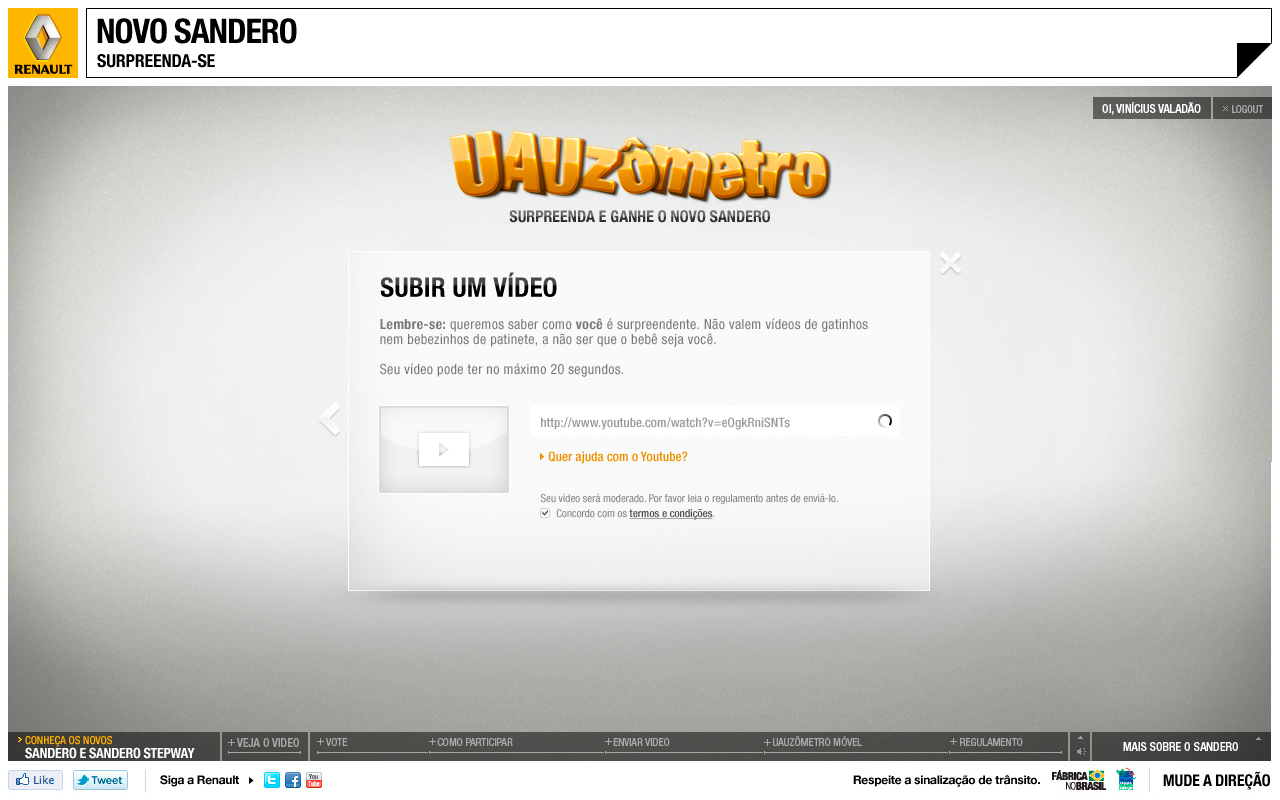 RENAULT
NOVO SANDERO
SURPREENDA-SE
OI, VINÍCIUS VALADÃO
LOGOUT
UAUzômetro
SURPREENDA E GANHE O NOVO SANDERO
SUBIR UM VÍDEO
Lembre-se: queremos saber como você é surpreendente. Não valem vídeos de gatinhos
nem bebezinhos de patinete, a não ser que o bebê seja você.
Seu vídeo pode ter no máximo 20 segundos.
http://www.youtube.com/watch?v=eOgkRniSNTs
Quer ajuda com o Youtube?
Seu vídeo será moderado. Por favor leia o regulamento antes de enviá-lo.
Concordo com os termos e condições.
CONHEÇA OS NOVOS
SANDERO E SANDERO STEPWAY
+VEJA O VIDEO
+VOTE
+COMO PARTICIPAR
+ENVIAR VIDEO
+UAUZÔMETRO MÓVEL
+ REGULAMENTO
MAIS SOBRE O SANDERO
Like
Tweet
Siga a Renault
You Tube
Respeite a sinalização de trânsito.
FÁBRICA
NO BRASIL
MUDE A DIREÇÃO